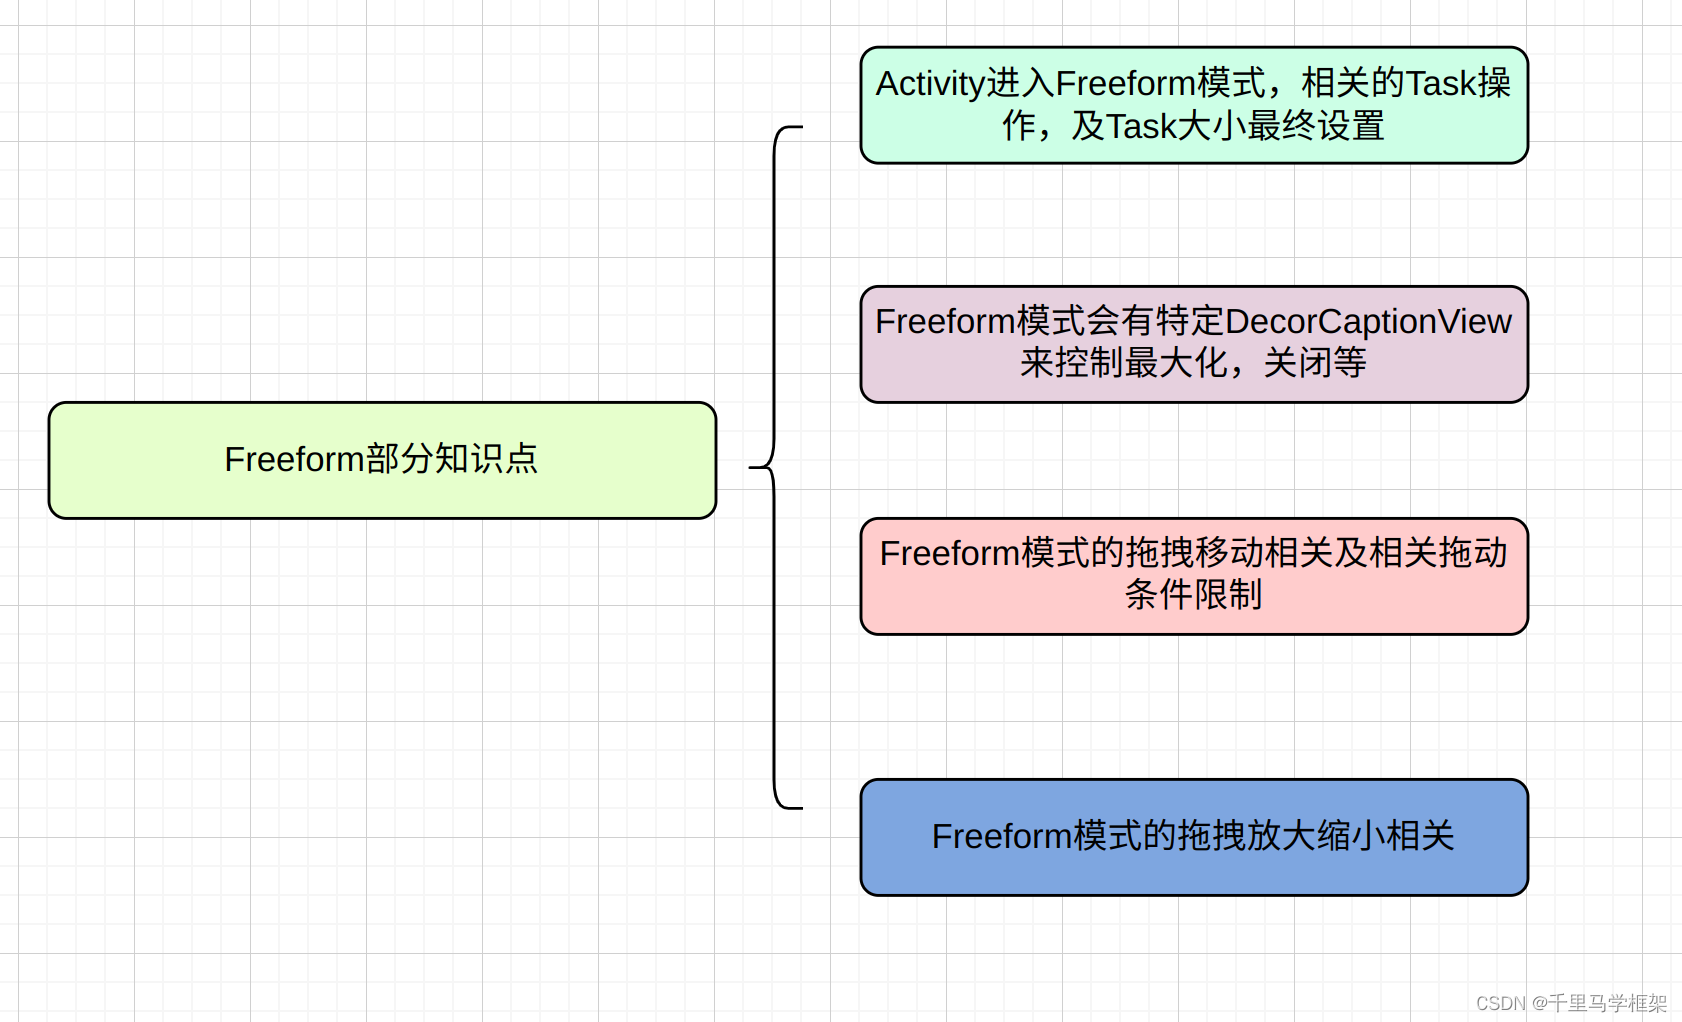 Activity进入Freeform模式，相关的Task操
作，及Task大小最终设置
Freeform模式会有特定DecorCaptionView
来控制最大化，关闭等
Freeform部分知识点
Freeform模式的拖拽移动相关及相关拖动
条件限制
Freeform模式的拖拽放大缩小相关
CSDN @千里马学框架